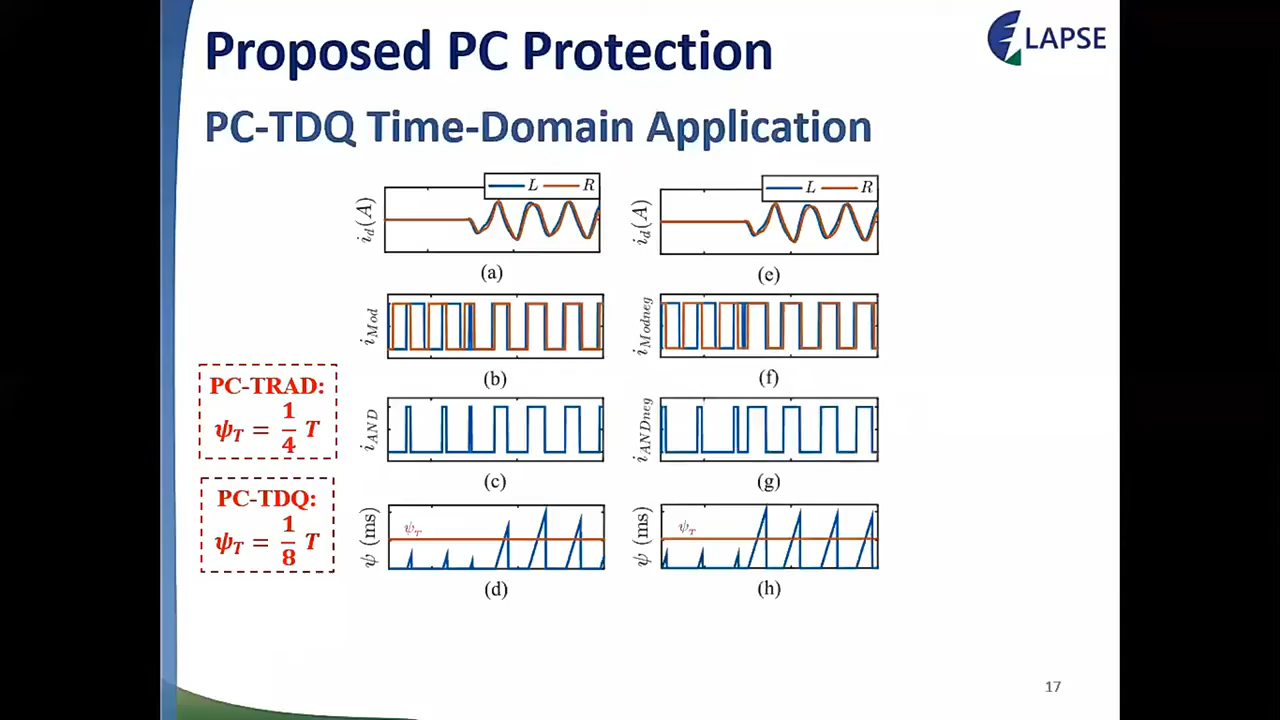 Proposed PC Protection
LAPSE
PC-TDQ Time-Domain Application
L R
i_d(A)
(a)
L R
i_d(A)
(e)
i_Mod
(b)
i_Modneg
(f)
PC-TRAD:
ψ_T = 1/4 T
i_AND
(c)
i_ANDneg
(g)
PC-TDQ:
ψ_T = 1/8 T
ψ (ms)
ψ_T
(d)
ψ (ms)
ψ_T
(h)
17